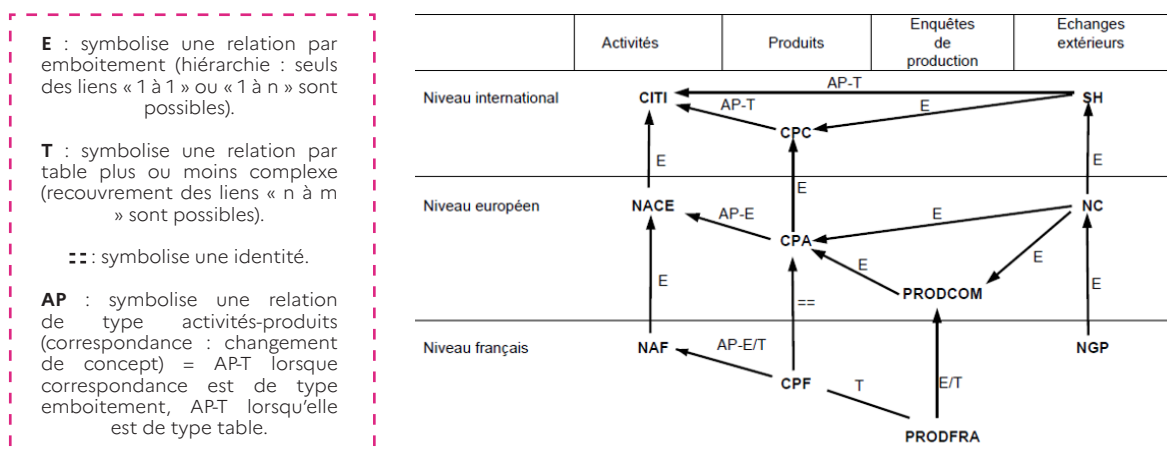 E : symbolise une relation par
emboitement (hiérarchie : seuls
des liens « 1 à 1 » ou « 1 à n » sont
possibles).
T : symbolise une relation par
table plus ou moins complexe
(recouvrement des liens « n à m
» sont possibles).
:: : symbolise une identité.
AP : symbolise une relation
de type activités-produits
(correspondance : changement
de concept) = AP-T lorsque
correspondance est de type
emboitement, AP-T lorsqu'elle
est de type table.
Activités
Produits
Enquêtes
de
production
Echanges
extérieurs
Niveau international
CITI
AP-T
SH
AP-T
E
CPC
E
E
E
Niveau européen
NACE
AP-E
E
NC
CPA
E
E
E
E
PRODCOM
==
Niveau français
NAF
AP-E/T
NGP
CPF
T
E/T
PRODFRA